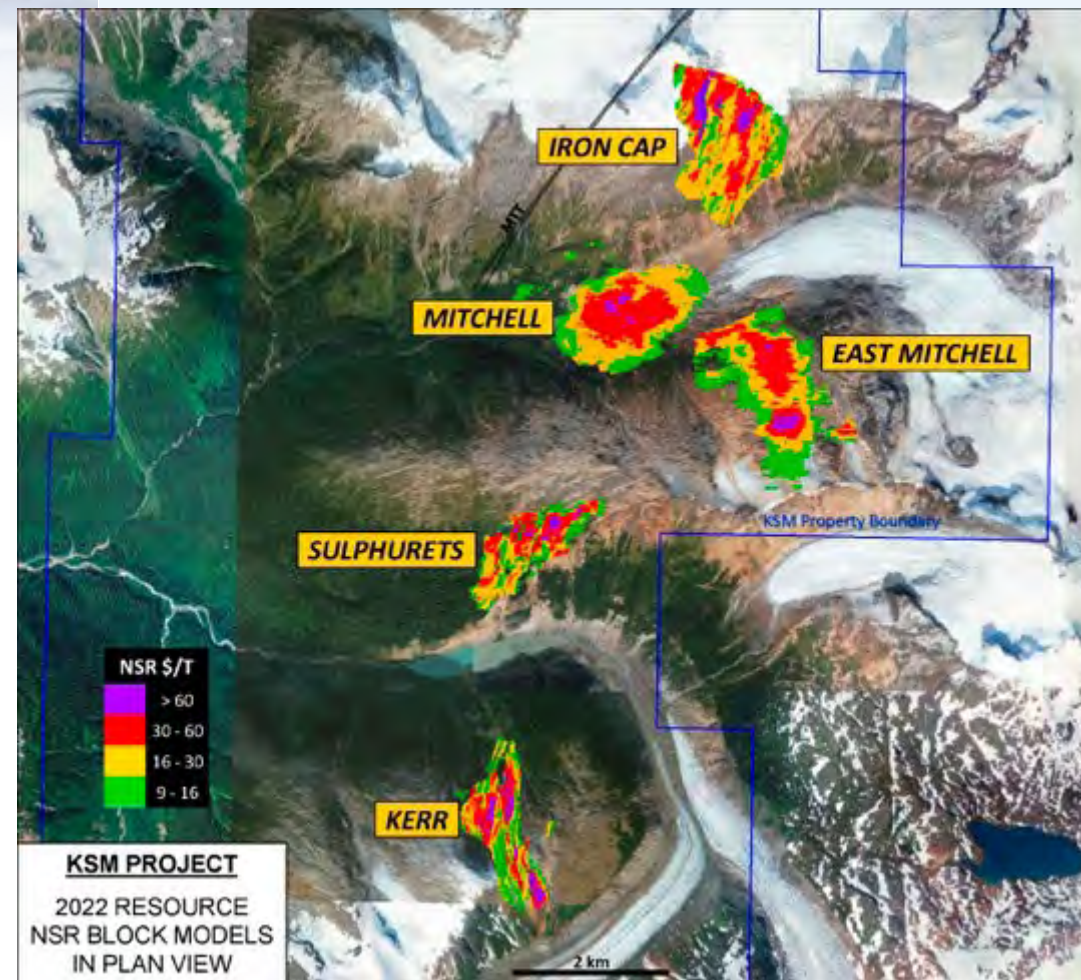 IRON CAP
MTT
MITCHELL
EAST MITCHELL
KSM Property Boundary
SULPHURETS
NSR $/T
> 60
30 - 60
16 - 30
9 - 16
KERR
KSM PROJECT
2022 RESOURCE
NSR BLOCK MODELS
IN PLAN VIEW
2 km